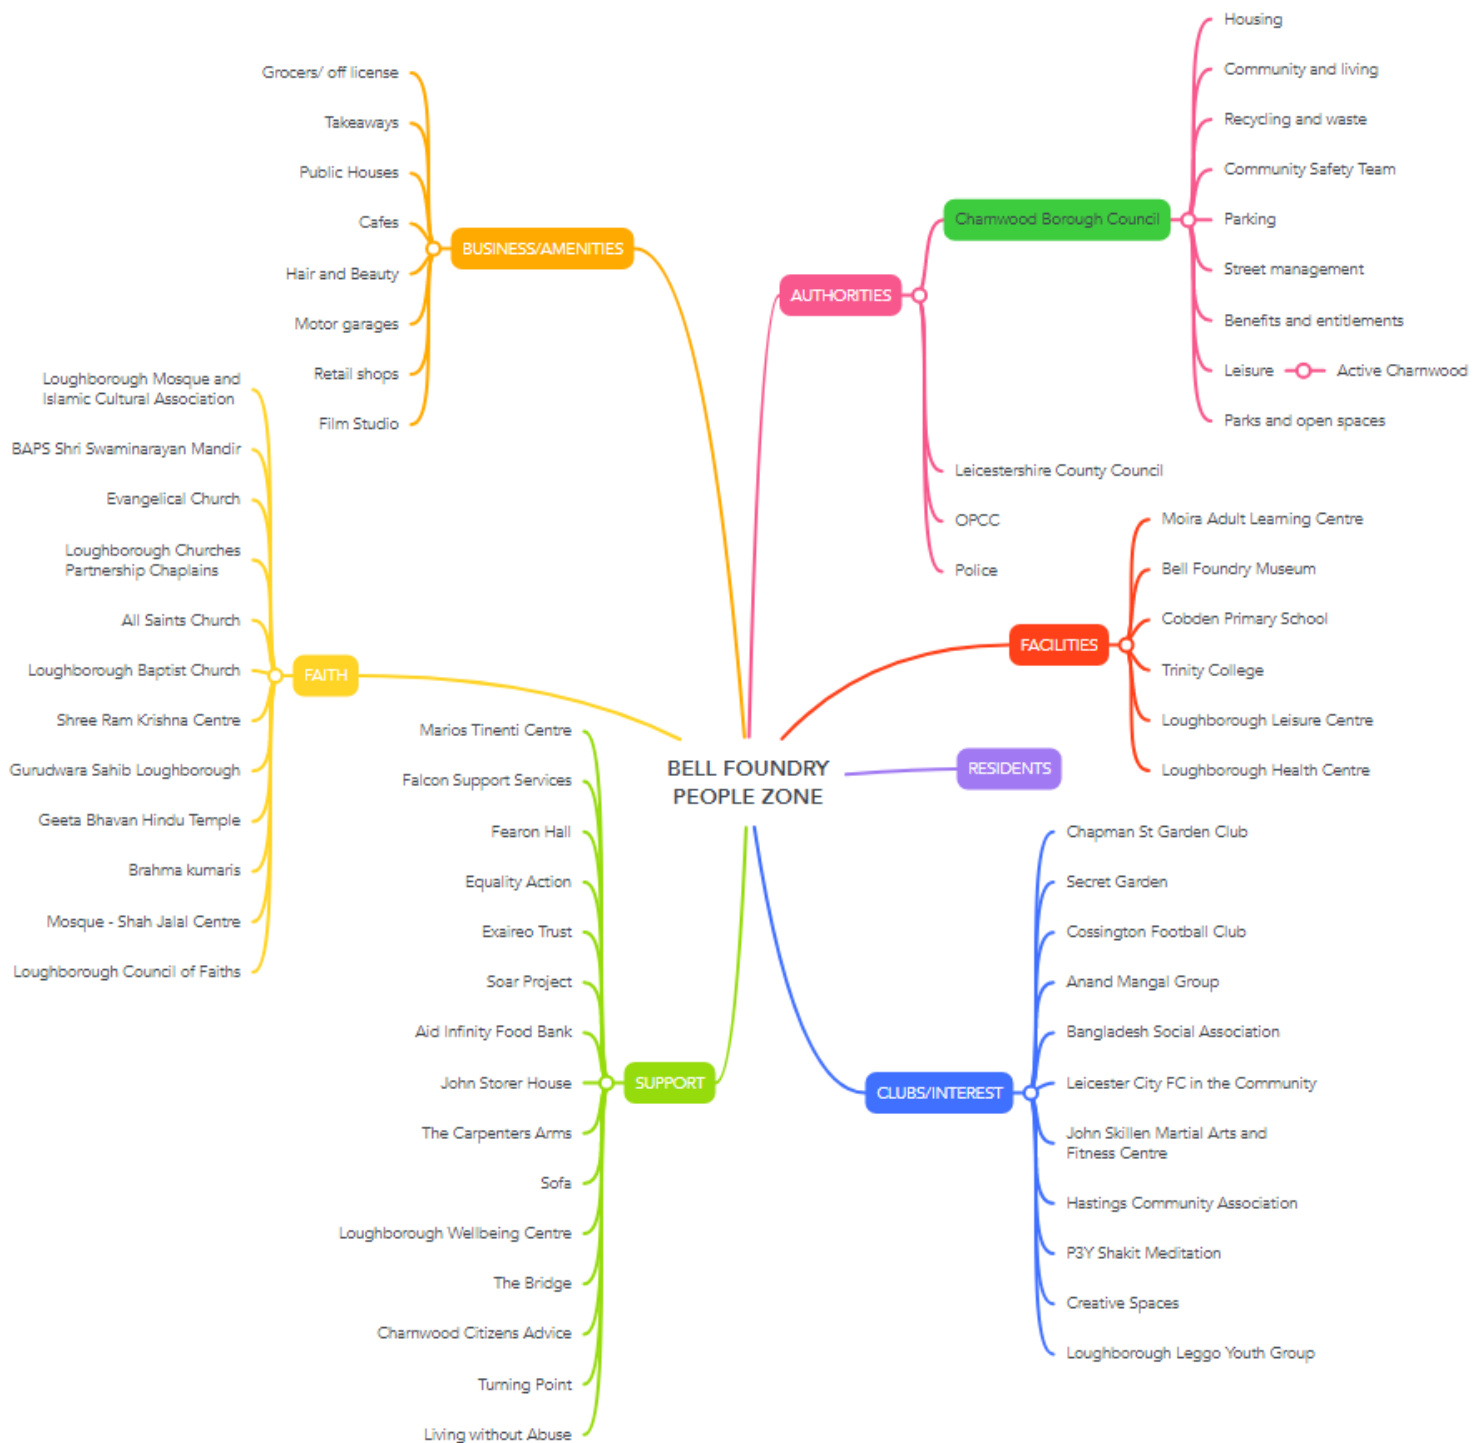 BELL FOUNDRY
PEOPLE ZONE
BUSINESS/AMENITIES
Grocers/ off license
Takeaways
Public Houses
Cafes
Hair and Beauty
Motor garages
Retail shops
Film Studio
FAITH
Loughborough Mosque and
Islamic Cultural Association
BAPS Shri Swaminarayan Mandir
Evangelical Church
Loughborough Churches
Partnership Chaplains
All Saints Church
Loughborough Baptist Church
Shree Ram Krishna Centre
Gurudwara Sahib Loughborough
Geeta Bhavan Hindu Temple
Brahma kumaris
Mosque - Shah Jalal Centre
Loughborough Council of Faiths
SUPPORT
Marios Tinenti Centre
Falcon Support Services
Fearon Hall
Equality Action
Exaireo Trust
Soar Project
Aid Infinity Food Bank
John Storer House
The Carpenters Arms
Sofa
Loughborough Wellbeing Centre
The Bridge
Charnwood Citizens Advice
Turning Point
Living without Abuse
AUTHORITIES
Charnwood Borough Council
Housing
Community and living
Recycling and waste
Community Safety Team
Parking
Street management
Benefits and entitlements
Leisure
Active Charnwood
Parks and open spaces
Leicestershire County Council
OPCC
Police
FACILITIES
Moira Adult Learning Centre
Bell Foundry Museum
Cobden Primary School
Trinity College
Loughborough Leisure Centre
Loughborough Health Centre
RESIDENTS
CLUBS/INTEREST
Chapman St Garden Club
Secret Garden
Cossington Football Club
Anand Mangal Group
Bangladesh Social Association
Leicester City FC in the Community
John Skillen Martial Arts and
Fitness Centre
Hastings Community Association
P3Y Shakit Meditation
Creative Spaces
Loughborough Leggo Youth Group